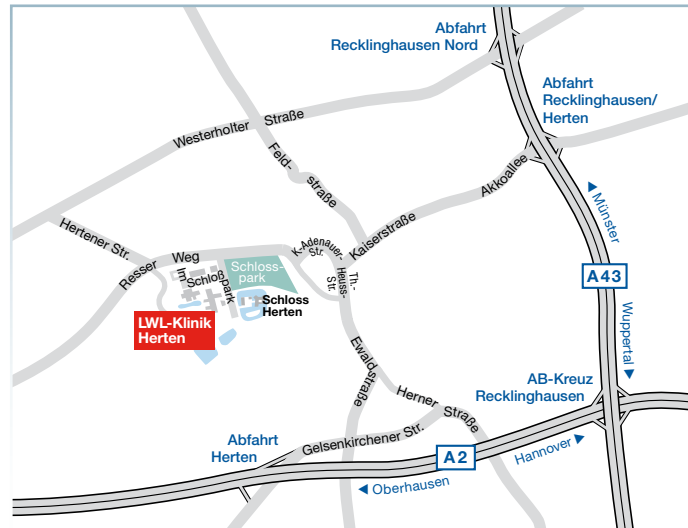 Abfahrt
Recklinghausen Nord
Abfahrt
Recklinghausen/
Herten
Westerholter Straße
Feld-
straße
Akkoallee
Kaiserstraße
Münster
Hertener Str.
Resser Weg
K-Adenauer-
Str.
Th.-
Heuss-
Str.
Im
Schloß
park
Schloss-
park
Schloss
Herten
A43
LWL-Klinik
Herten
Wuppertal
Ewaldstraße
AB-Kreuz
Recklinghausen
Herner Straße
Gelsenkirchener Str.
Abfahrt
Herten
A2
Hannover
Oberhausen